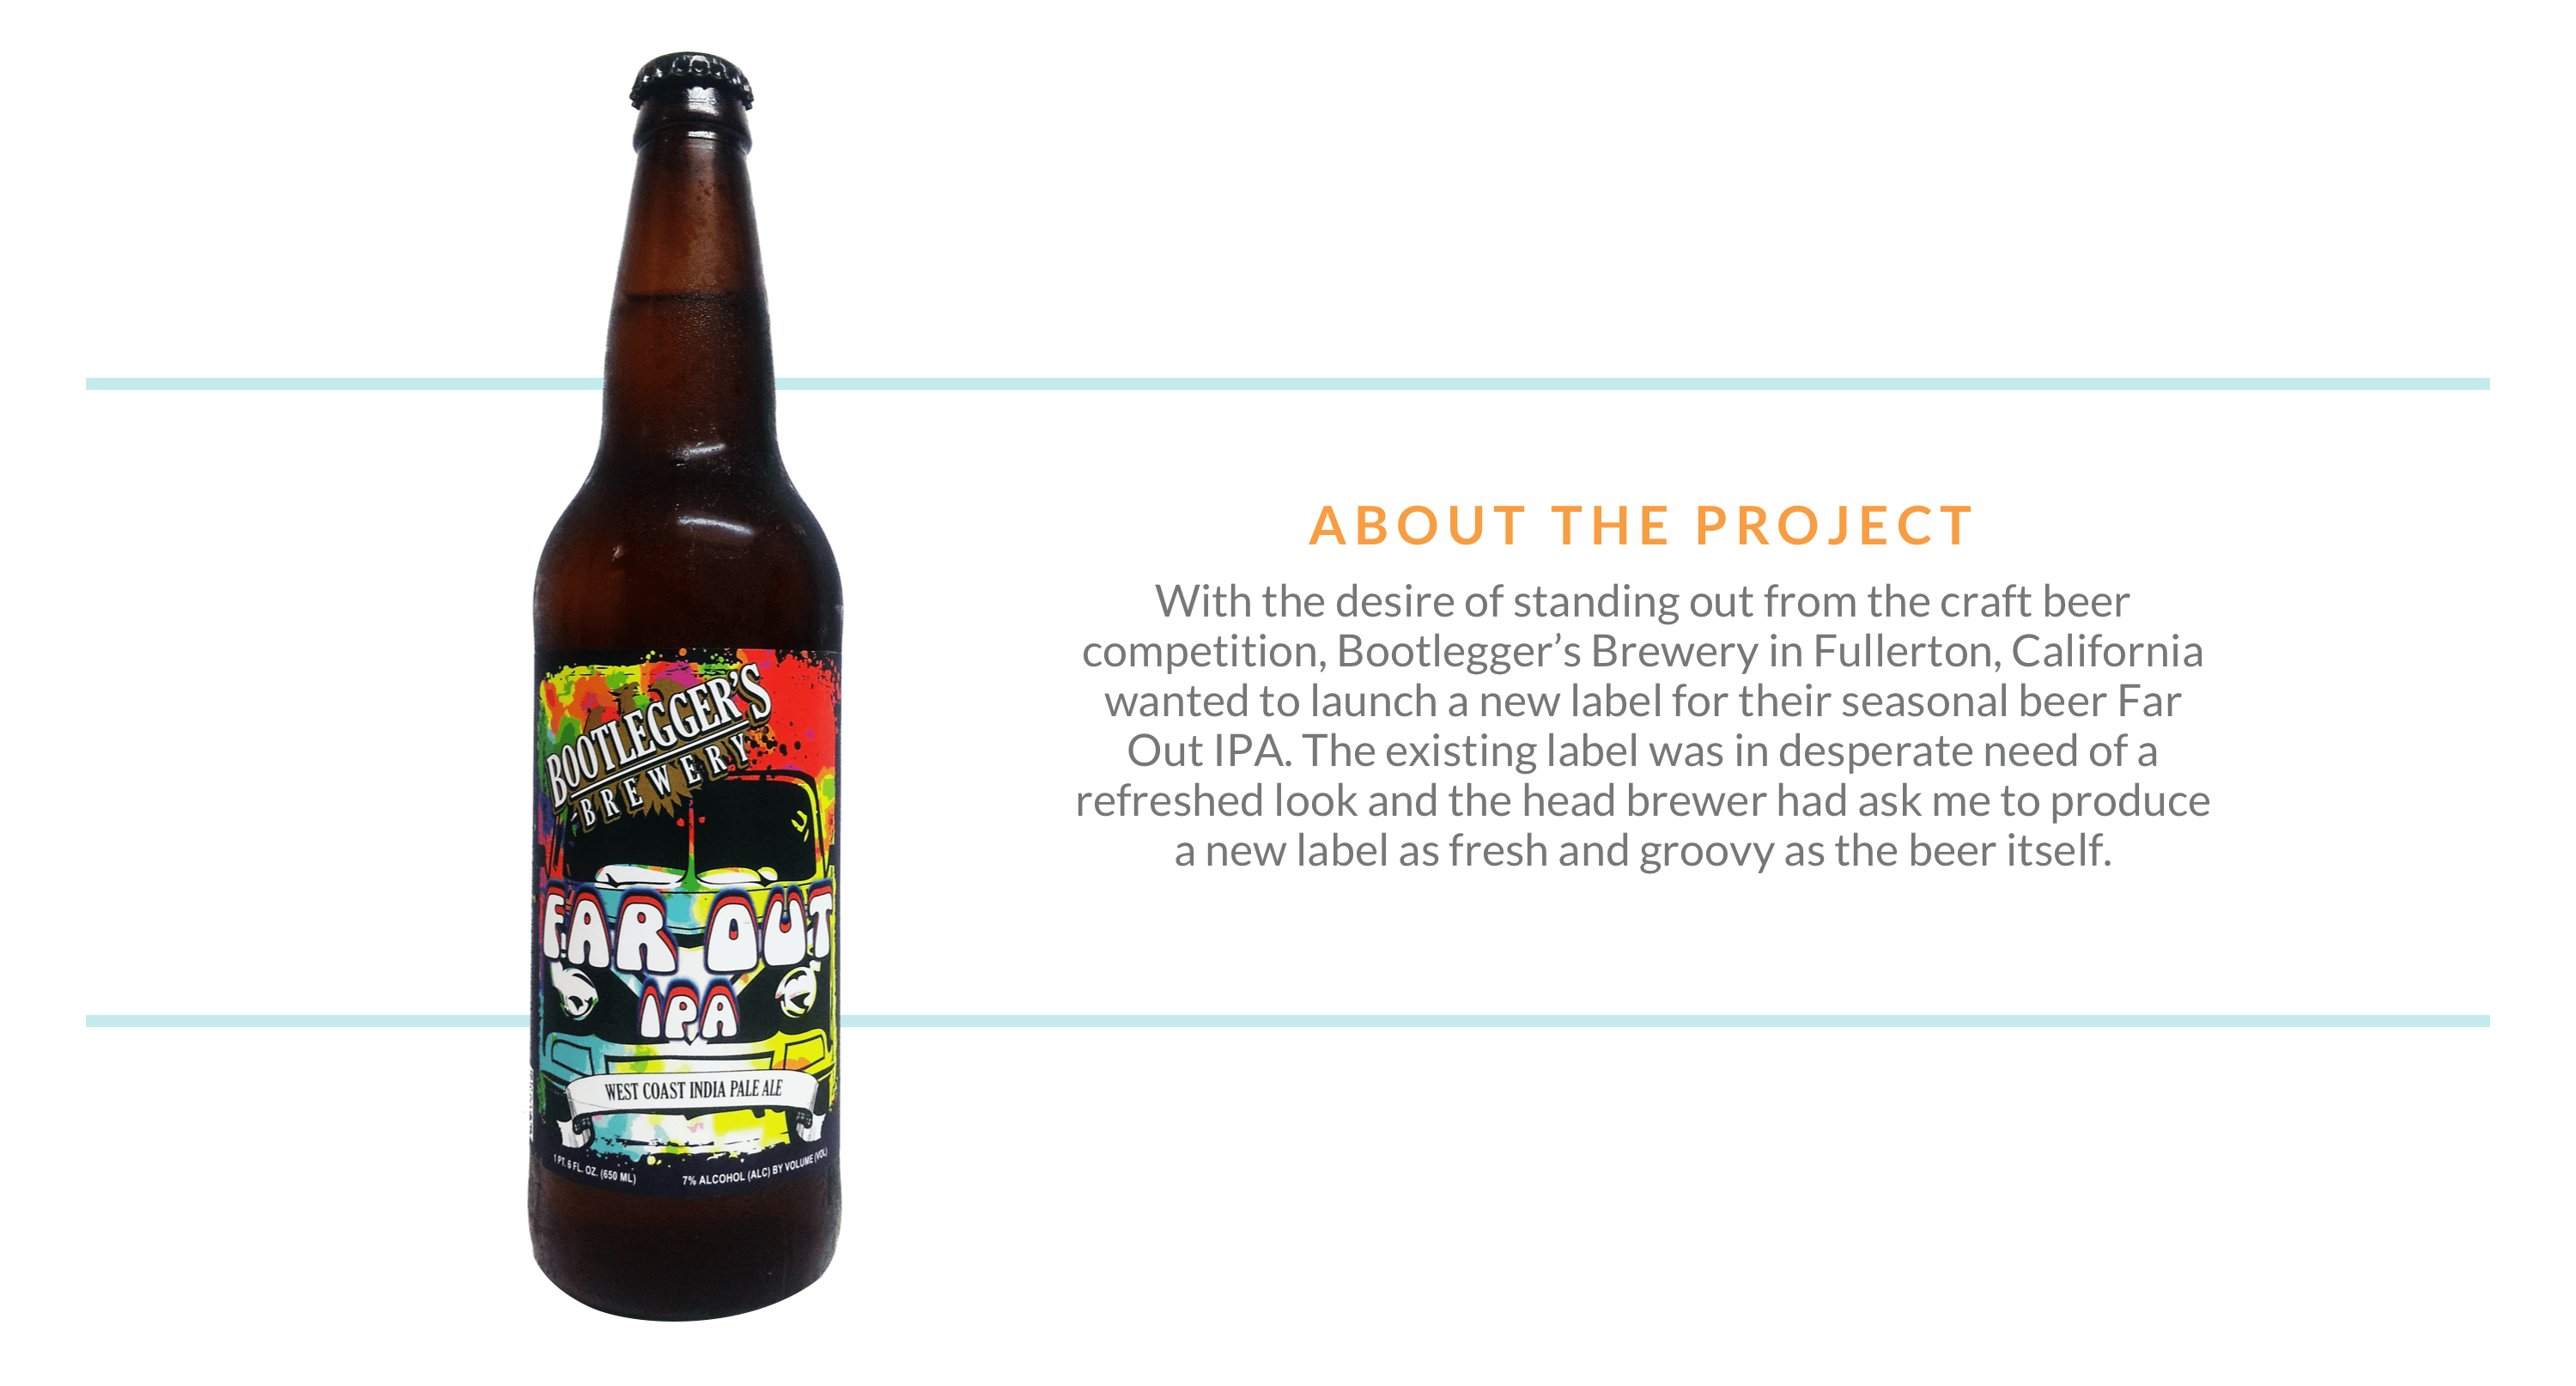 BOOTLEGGER'S
BREWERY
FAR OUT
IPA
WEST COAST INDIA PALE ALE
1 PT. 6 FL. OZ. (650 ML)
7% ALCOHOL (ALC) BY VOLUME (VOL)
ABOUT THE PROJECT
With the desire of standing out from the craft beer
competition, Bootlegger’s Brewery in Fullerton, California
wanted to launch a new label for their seasonal beer Far
Out IPA. The existing label was in desperate need of a
refreshed look and the head brewer had ask me to produce
a new label as fresh and groovy as the beer itself.